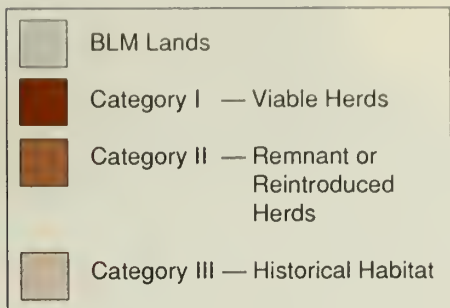 BLM Lands
Category I — Viable Herds
Category II — Remnant or
Reintroduced
Herds
Category III — Historical Habitat